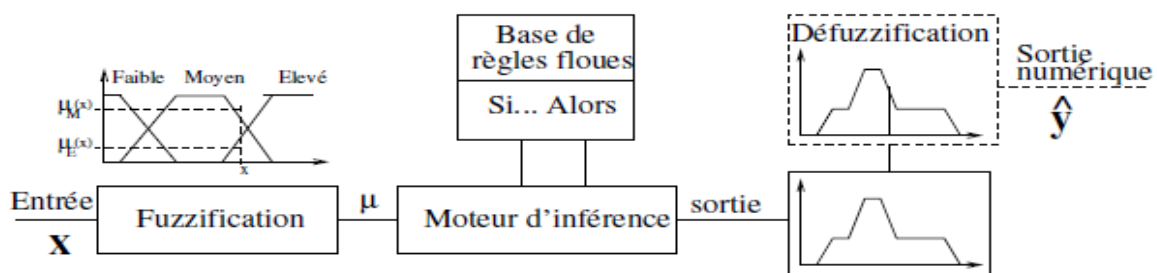 Faible Moyen Elevé
μM(x)
μE(x)
x
Entrée
x
Fuzzification
μ
Base de
règles floues
Si... Alors
Moteur d'inférence
sortie
Défuzzification
Sortie
numérique
ŷ